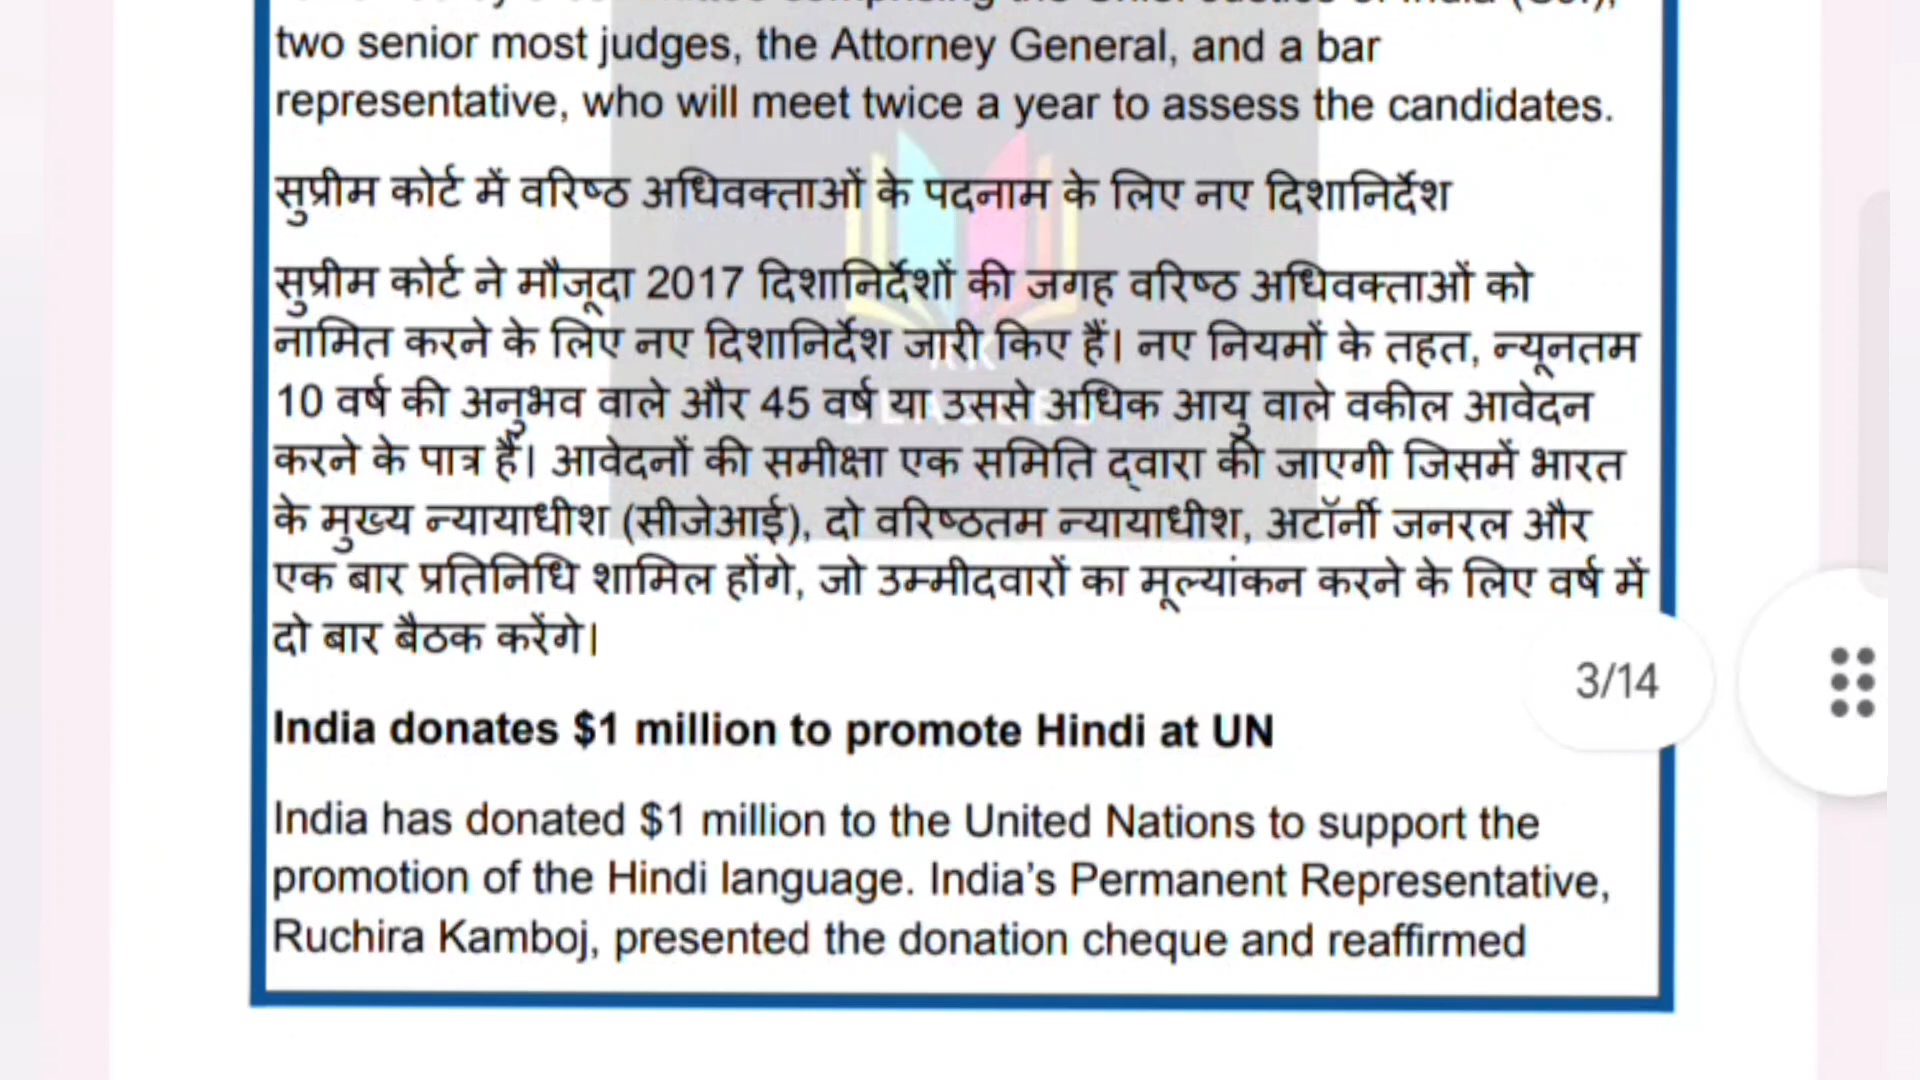 two senior most judges, the Attorney General, and a bar
representative, who will meet twice a year to assess the candidates.
सुप्रीम कोर्ट में वरिष्ठ अधिवक्ताओं के पदनाम के लिए नए दिशानिर्देश
सुप्रीम कोर्ट ने मौजूदा 2017 दिशानिर्देशों की जगह वरिष्ठ अधिवक्ताओं को
नामित करने के लिए नए दिशानिर्देश जारी किए हैं। नए नियमों के तहत, न्यूनतम
10 वर्ष की अनुभव वाले और 45 वर्ष या उससे अधिक आयु वाले वकील आवेदन
करने के पात्र हैं। आवेदनों की समीक्षा एक समिति द्वारा की जाएगी जिसमें भारत
के मुख्य न्यायाधीश (सीजेआई), दो वरिष्ठतम न्यायाधीश, अटॉर्नी जनरल और
एक बार प्रतिनिधि शामिल होंगे, जो उम्मीदवारों का मूल्यांकन करने के लिए वर्ष में
दो बार बैठक करेंगे।
3/14
India donates $1 million to promote Hindi at UN
India has donated $1 million to the United Nations to support the
promotion of the Hindi language. India's Permanent Representative,
Ruchira Kamboj, presented the donation cheque and reaffirmed